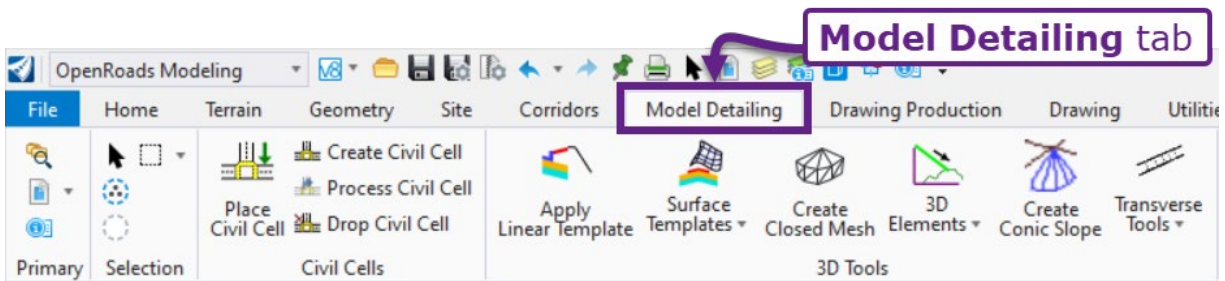 Model Detailing tab
OpenRoads Modeling
V8
File Home Terrain Geometry Site Corridors Model Detailing Drawing Production Drawing Utilitie
Create Civil Cell
Process Civil Cell
Drop Civil Cell
Place
Civil Cell
Apply
Linear Template
Surface
Templates
Create
Closed Mesh
3D
Elements
Create
Conic Slope
Transverse
Tools
Primary Selection Civil Cells 3D Tools